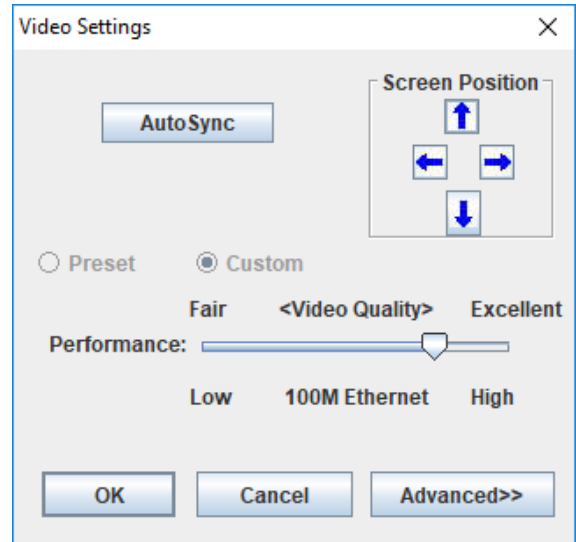 Video Settings
Screen Position
AutoSync
Preset
Custom
Fair <Video Quality> Excellent
Performance:
Low 100M Ethernet High
OK
Cancel
Advanced>>